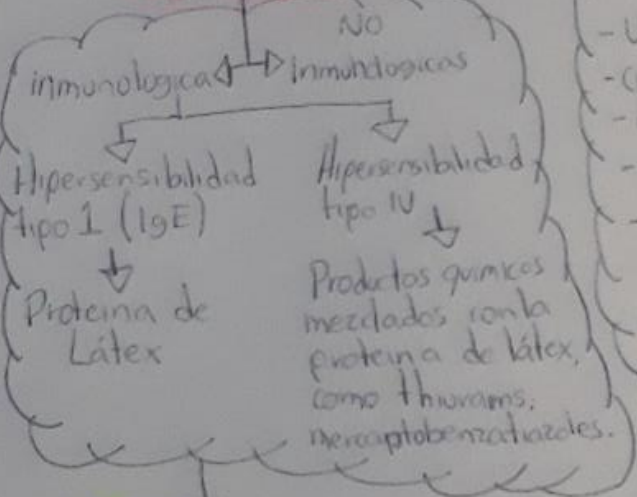 NO
inmunologica inmunologicas
Hipersensibilidad
tipo 1 (IgE)
Proteina de
Látex
Hipersensibilidad
tipo IV
Productos quimicos
mezclados con la
proteina de látex,
como thiurams,
mercaptobenzatiazoles.
- U
- C
-
-
-